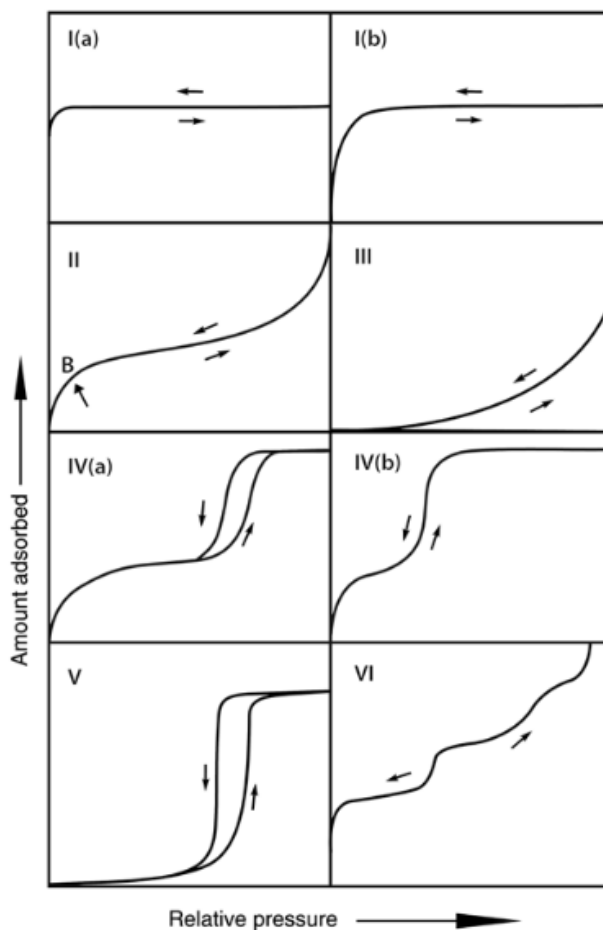 I(a)
I(b)
II
III
B
IV(a)
IV(b)
V
VI
Amount adsorbed
Relative pressure